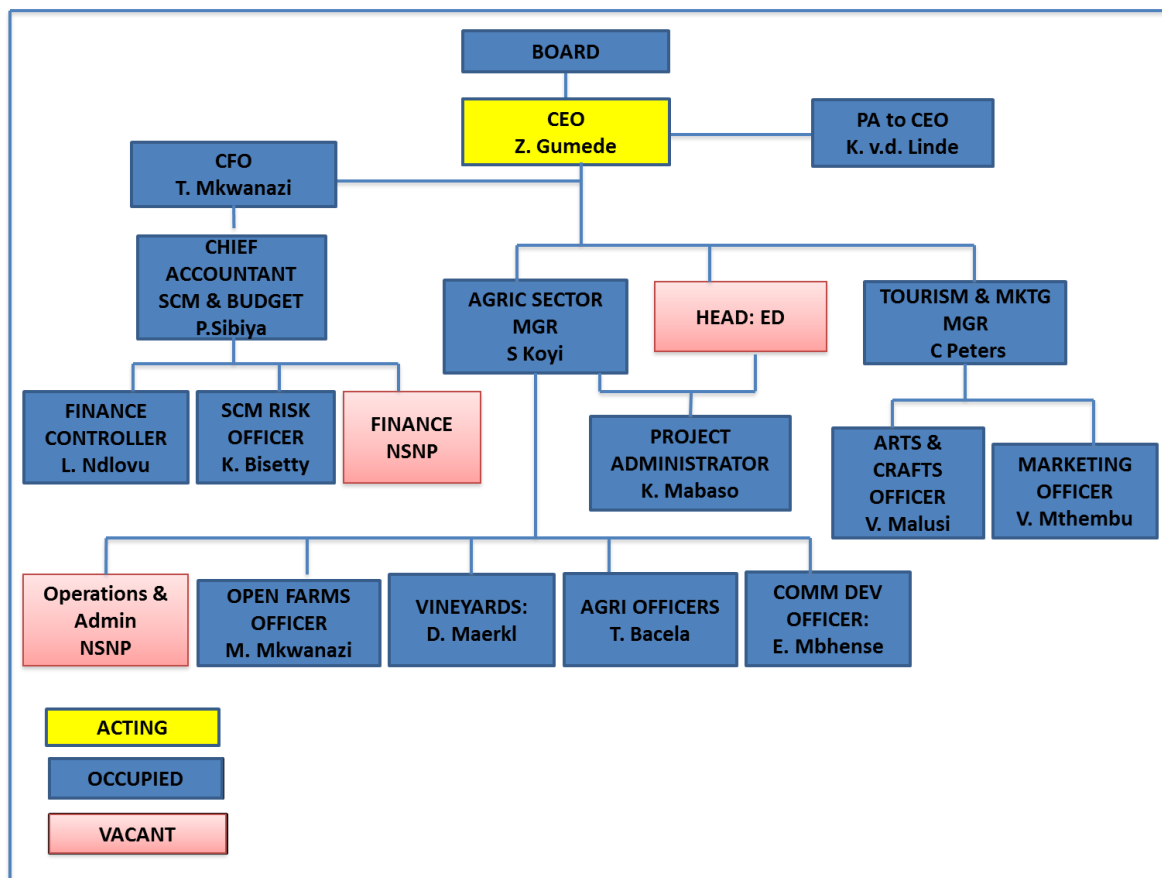 BOARD
CEO
Z. Gumede
PA to CEO
K. v.d. Linde
CFO
T. Mkwanazi
CHIEF
ACCOUNTANT
SCM & BUDGET
P.Sibiya
AGRIC SECTOR
MGR
S Koyi
HEAD: ED
TOURISM & MKTG
MGR
C Peters
FINANCE
CONTROLLER
L. Ndlovu
SCM RISK
OFFICER
K. Bisetty
FINANCE
NSNP
PROJECT
ADMINISTRATOR
K. Mabaso
ARTS &
CRAFTS
OFFICER
V. Malusi
MARKETING
OFFICER
V. Mthembu
Operations &
Admin
NSNP
OPEN FARMS
OFFICER
M. Mkwanazi
VINEYARDS:
D. Maerkl
AGRI OFFICERS
T. Bacela
COMM DEV
OFFICER:
E. Mbhense
ACTING
OCCUPIED
VACANT